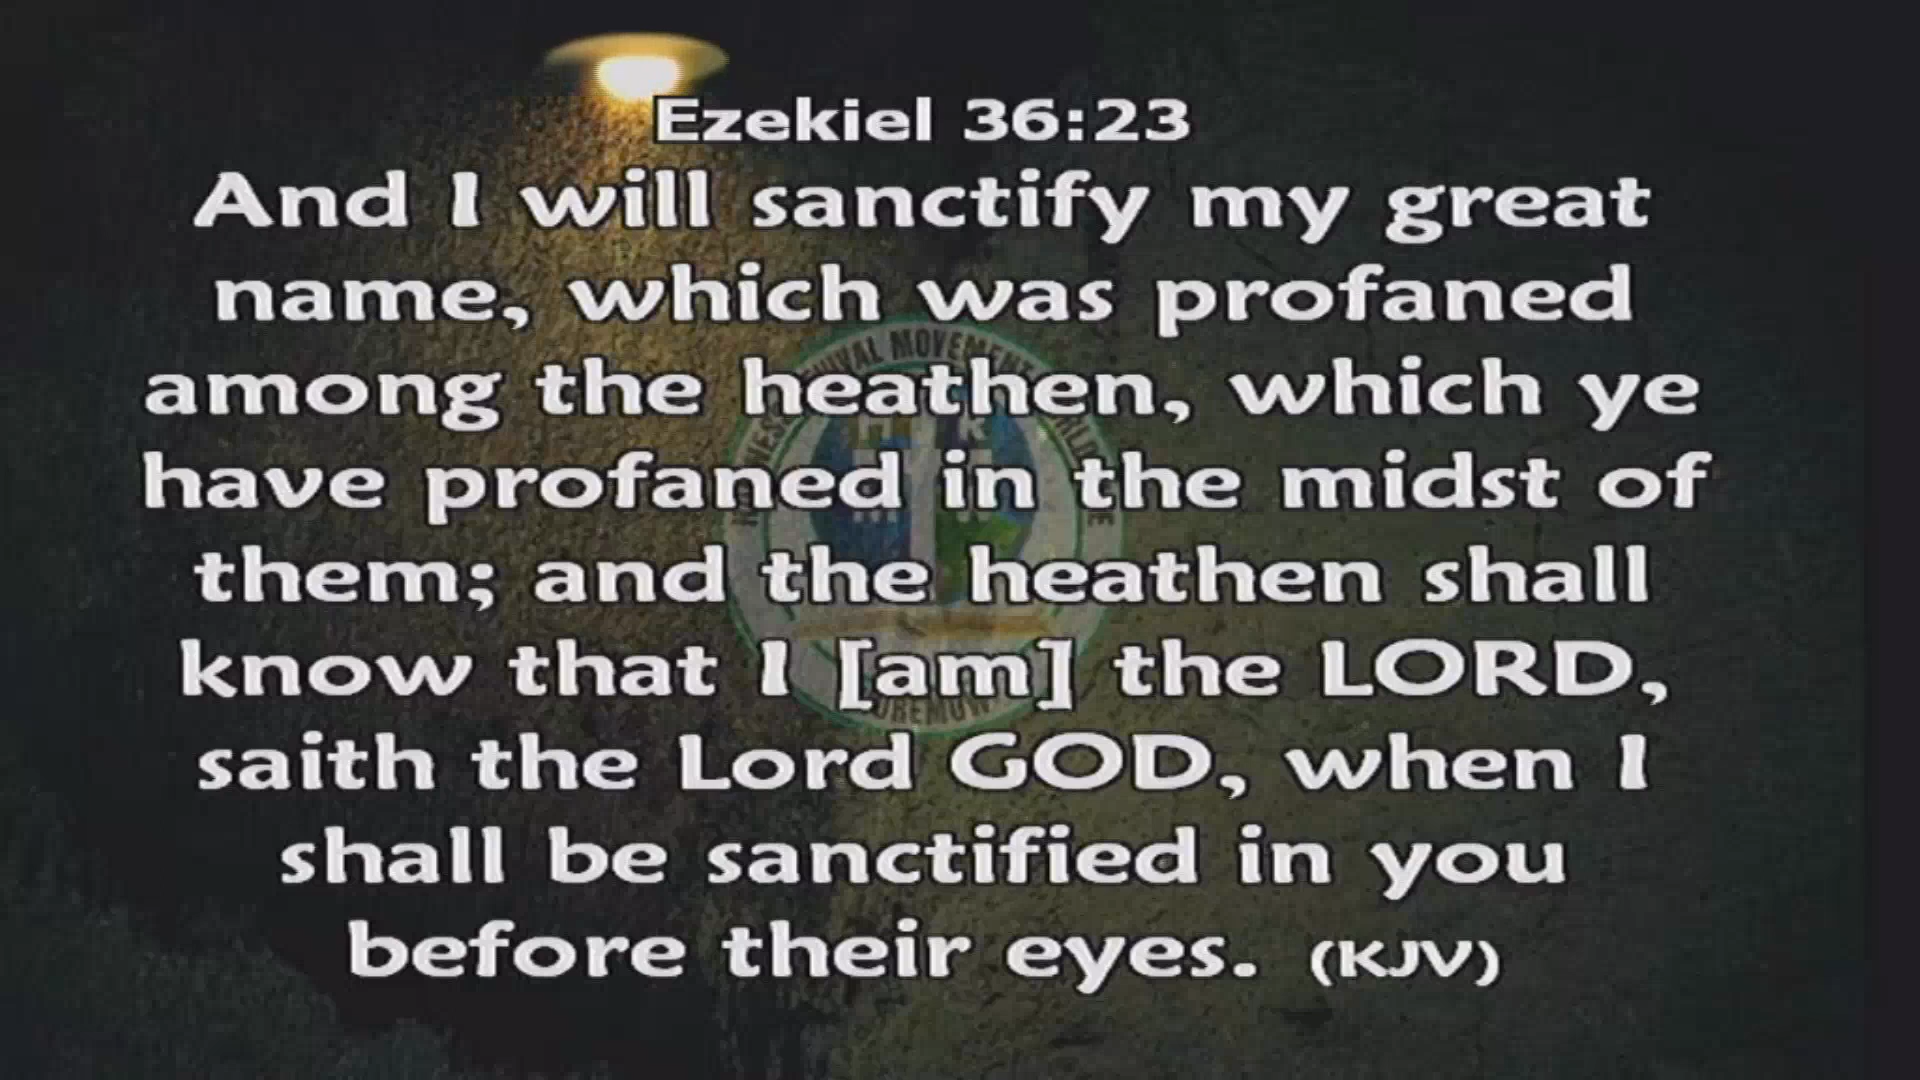 Ezekiel 36:23
And I will sanctify my great
name, which was profaned
among the heathen, which ye
have profaned in the midst of
them; and the heathen shall
know that I [am] the LORD,
saith the Lord GOD, when I
shall be sanctified in you
before their eyes. (KJV)
MOVEMENT